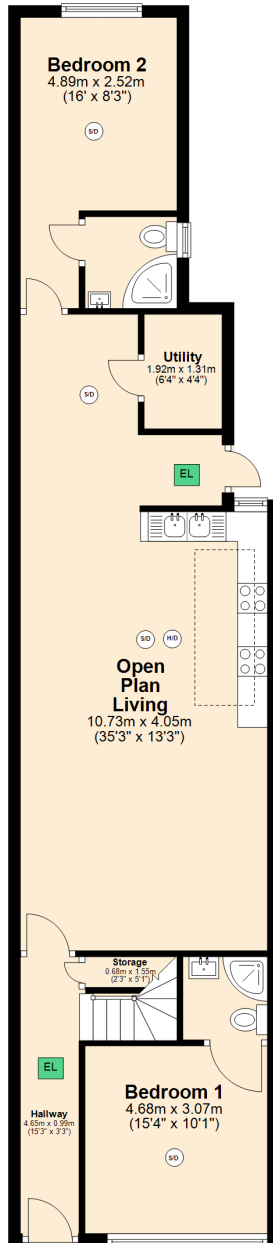 Bedroom 2
4.89m x 2.52m
(16' x 8'3")
S/D
Utility
1.92m x 1.31m
(6'4" x 4'4")
S/D
EL
S/D H/D
Open
Plan
Living
10.73m x 4.05m
(35'3" x 13'3")
Storage
0.68m x 1.55m
(2'3" x 5'1")
EL
Bedroom 1
4.68m x 3.07m
(15'4" x 10'1")
Hallway
4.65m x 0.99m
(15'3" x 3'3")
S/D